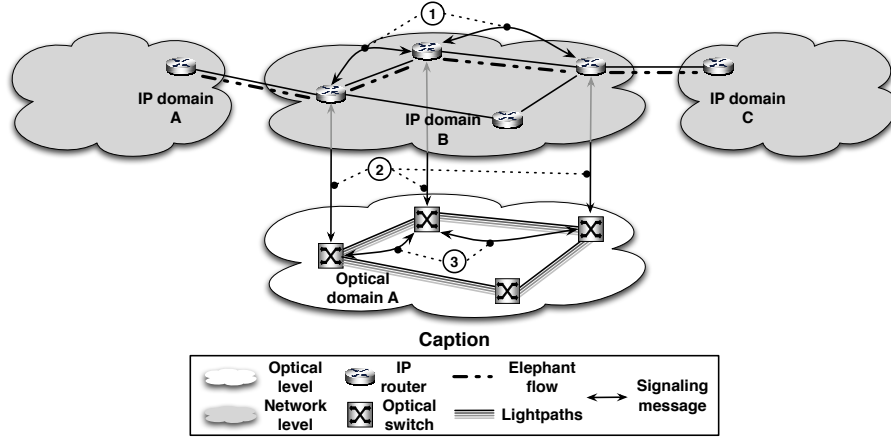 1
IP domain
A
IP domain
B
IP domain
C
2
3
Optical
domain A
Caption
Optical
level
IP
router
Elephant
flow
Signaling
message
Network
level
Optical
switch
Lightpaths